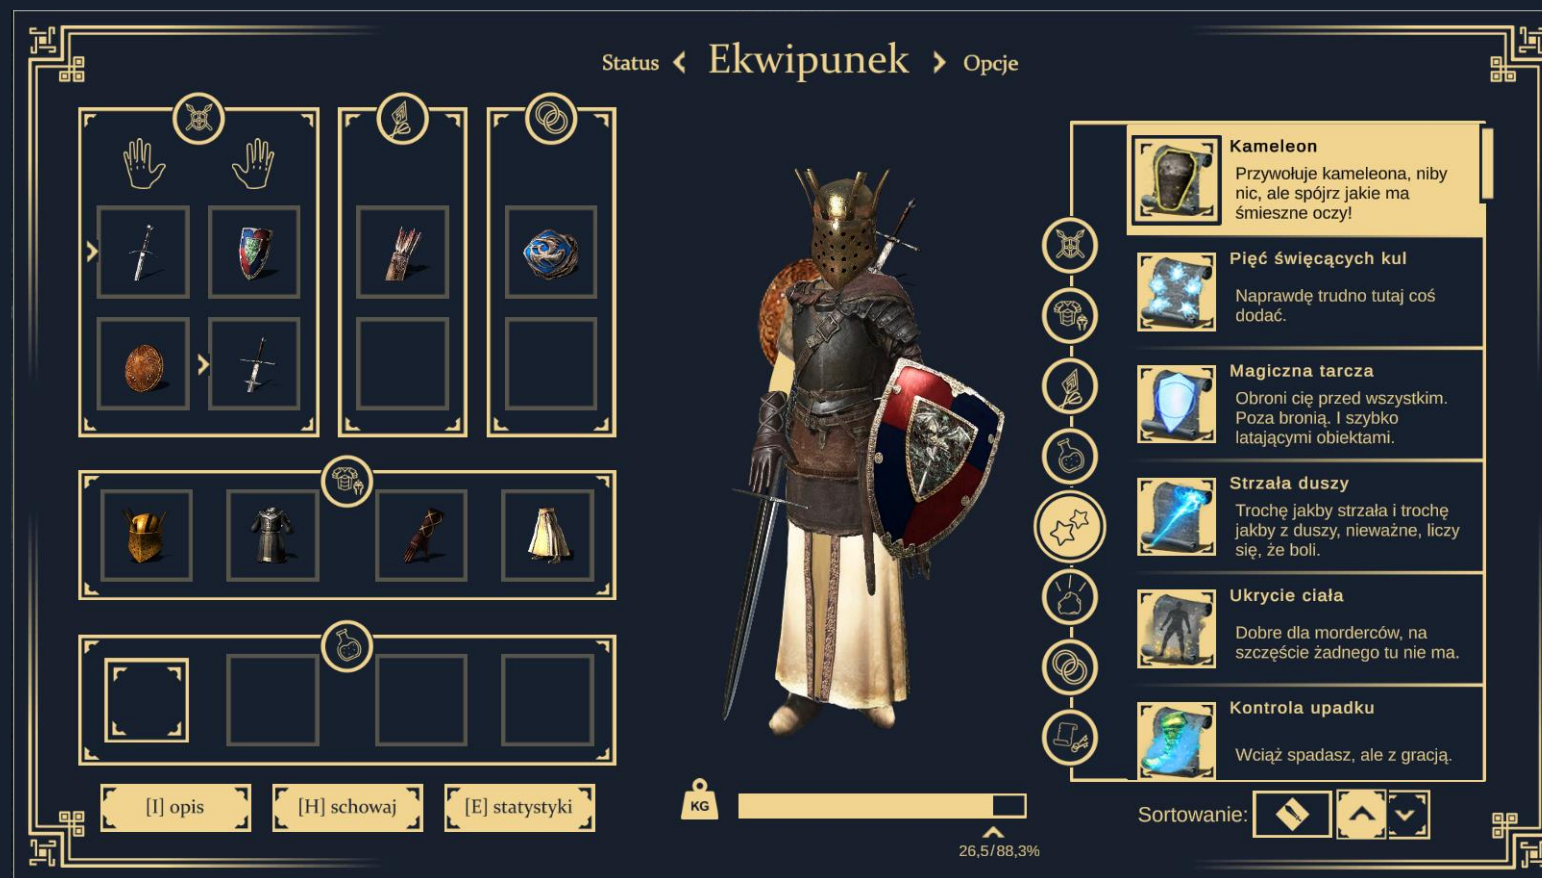 Status Ekwipunek Opcje
Kameleon
Przywołuje kameleona, niby
nic, ale spójrz jakie ma
śmieszne oczy!
Pięć święcących kul
Naprawdę trudno tutaj coś
dodać.
Magiczna tarcza
Obroni cię przed wszystkim.
Poza bronią. I szybko
latającymi obiektami.
Strzała duszy
Trochę jakby strzała i trochę
jakby z duszy, nieważne, liczy
się, że boli.
Ukrycie ciała
Dobre dla morderców, na
szczęście żadnego tu nie ma.
Kontrola upadku
Wciąż spadasz, ale z gracją.
[I] opis
[H] schowaj
[E] statystyki
KG
26,5/88,3%
Sortowanie: